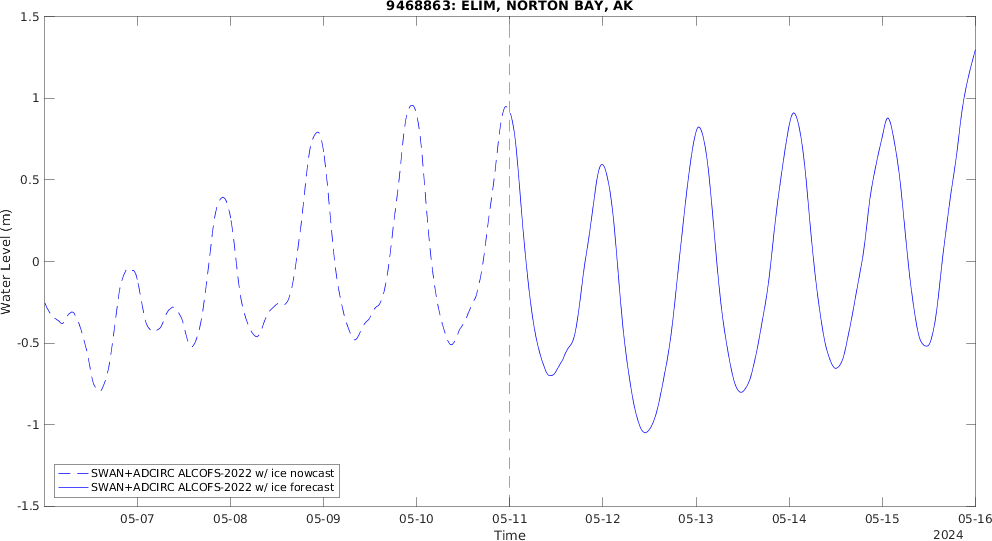 9468863: ELIM, NORTON BAY, AK
1.5
1
0.5
0
-0.5
-1
-1.5
Water Level (m)
SWAN+ADCIRC ALCOFS-2022 w/ ice nowcast
SWAN+ADCIRC ALCOFS-2022 w/ ice forecast
05-07 05-08 05-09 05-10 05-11 05-12 05-13 05-14 05-15 05-16
Time
2024